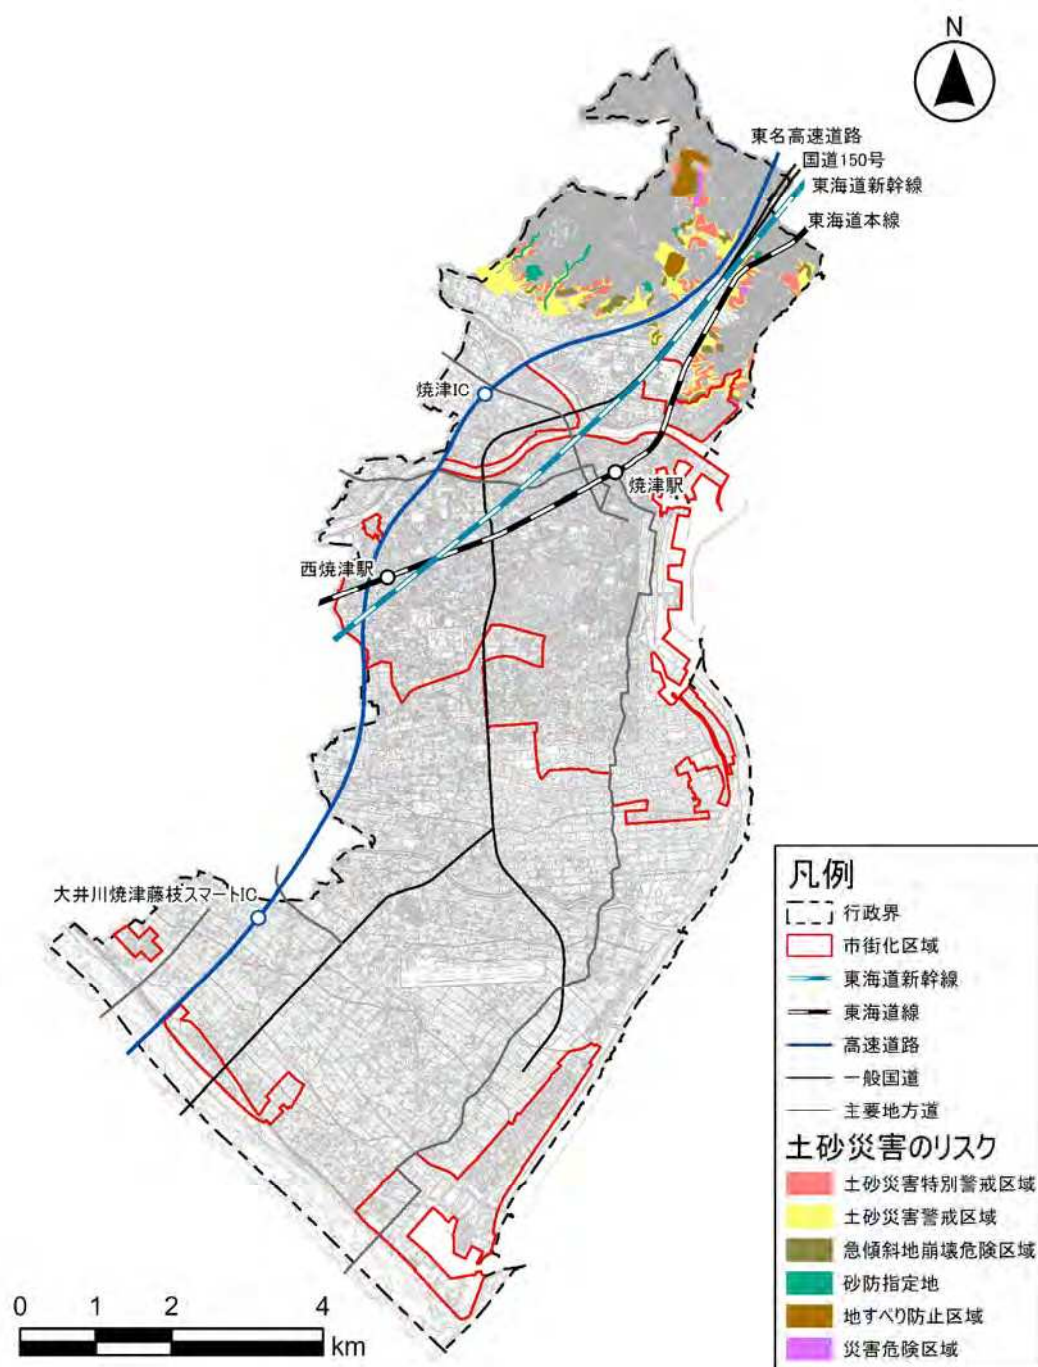 N
東名高速道路
国道150号
東海道新幹線
東海道本線
焼津IC
焼津駅
西焼津駅
大井川焼津藤枝スマートIC
凡例
行政界
市街化区域
東海道新幹線
東海道線
高速道路
一般国道
主要地方道
土砂災害のリスク
土砂災害特別警戒区域
土砂災害警戒区域
急傾斜地崩壊危険区域
砂防指定地
地すべり防止区域
災害危険区域
0 1 2 4
km